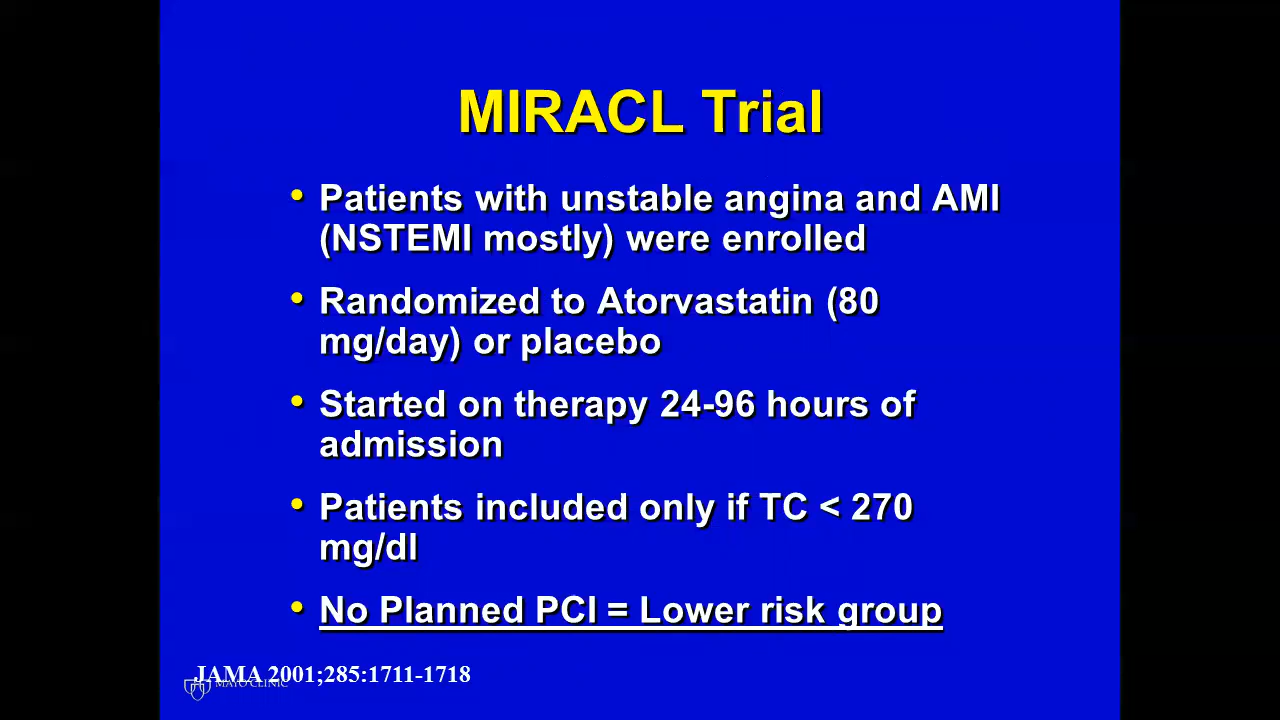 MIRACL Trial
• Patients with unstable angina and AMI
(NSTEMI mostly) were enrolled
• Randomized to Atorvastatin (80
mg/day) or placebo
• Started on therapy 24-96 hours of
admission
• Patients included only if TC < 270
mg/dl
• No Planned PCI = Lower risk group
JAMA 2001;285:1711-1718
MAYO CLINIC